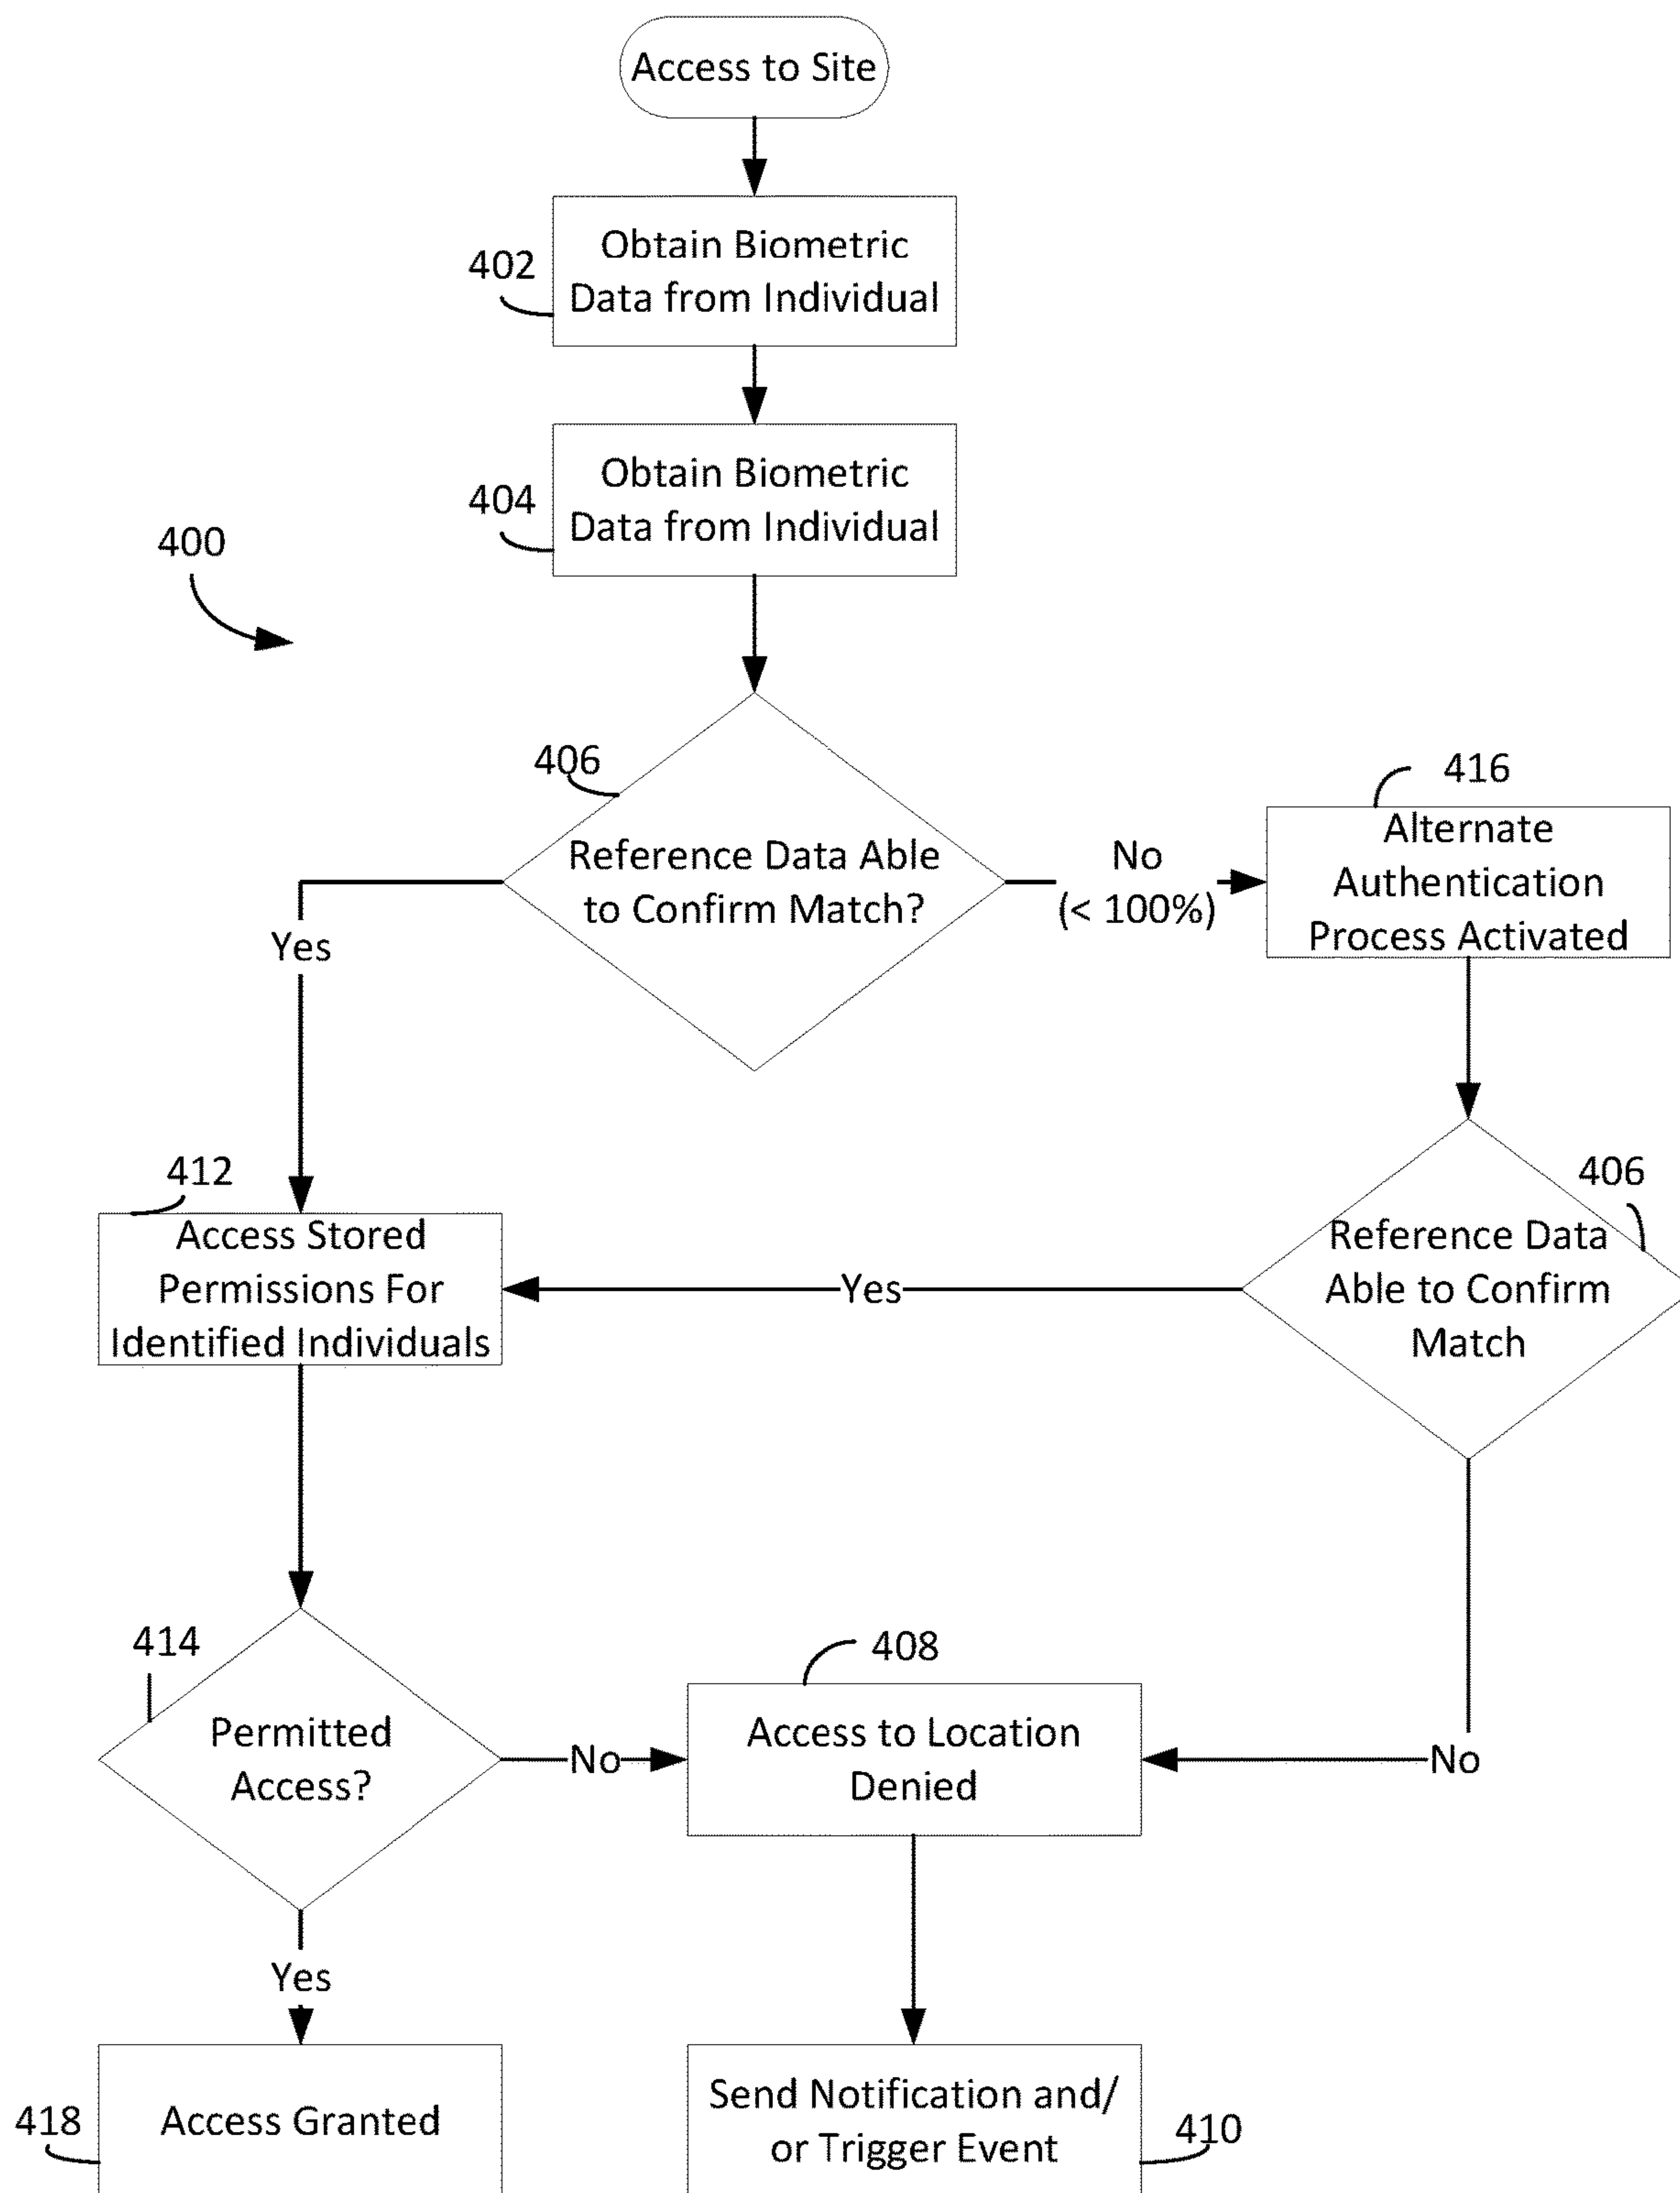 Access to Site
402
Obtain Biometric
Data from Individual
404
Obtain Biometric
Data from Individual
400
406
Reference Data Able
to Confirm Match?
No
(< 100%)
416
Alternate
Authentication
Process Activated
Yes
412
Access Stored
Permissions For
Identified Individuals
Yes
406
Reference Data
Able to Confirm
Match
414
Permitted
Access?
No
408
Access to Location
Denied
No
Yes
418
Access Granted
Send Notification and/
or Trigger Event
410